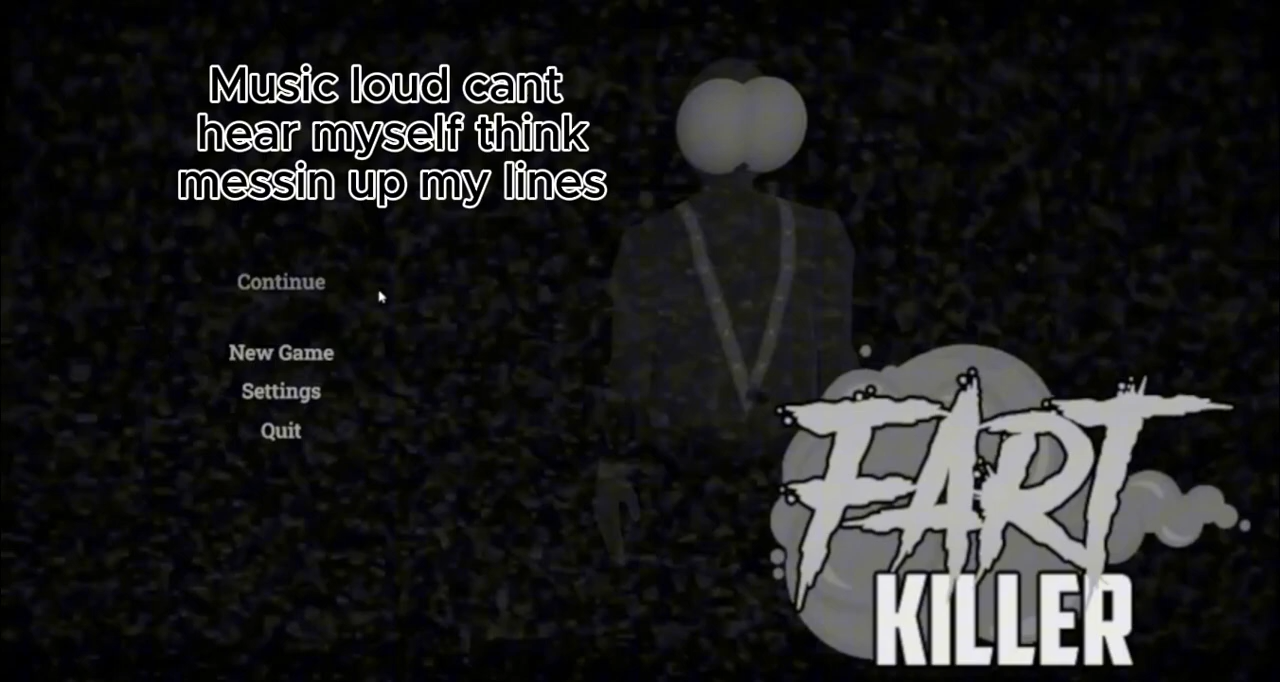 Music loud cant
hear myself think
messin up my lines
Continue
New Game
Settings
Quit
FART
KILLER